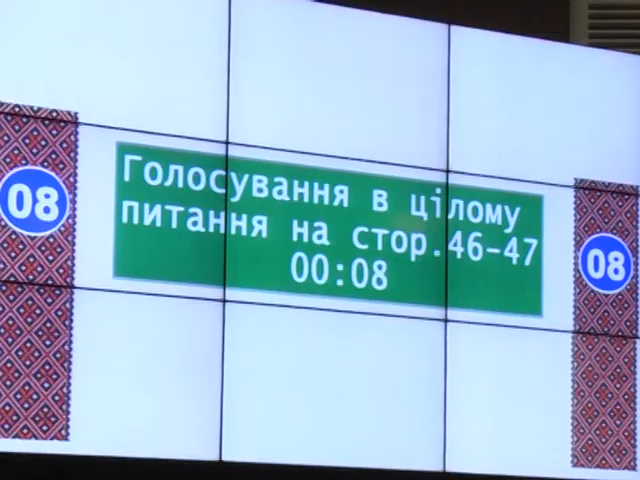 08
Голосування в цілому
питання на стор.46-47
00:08
08